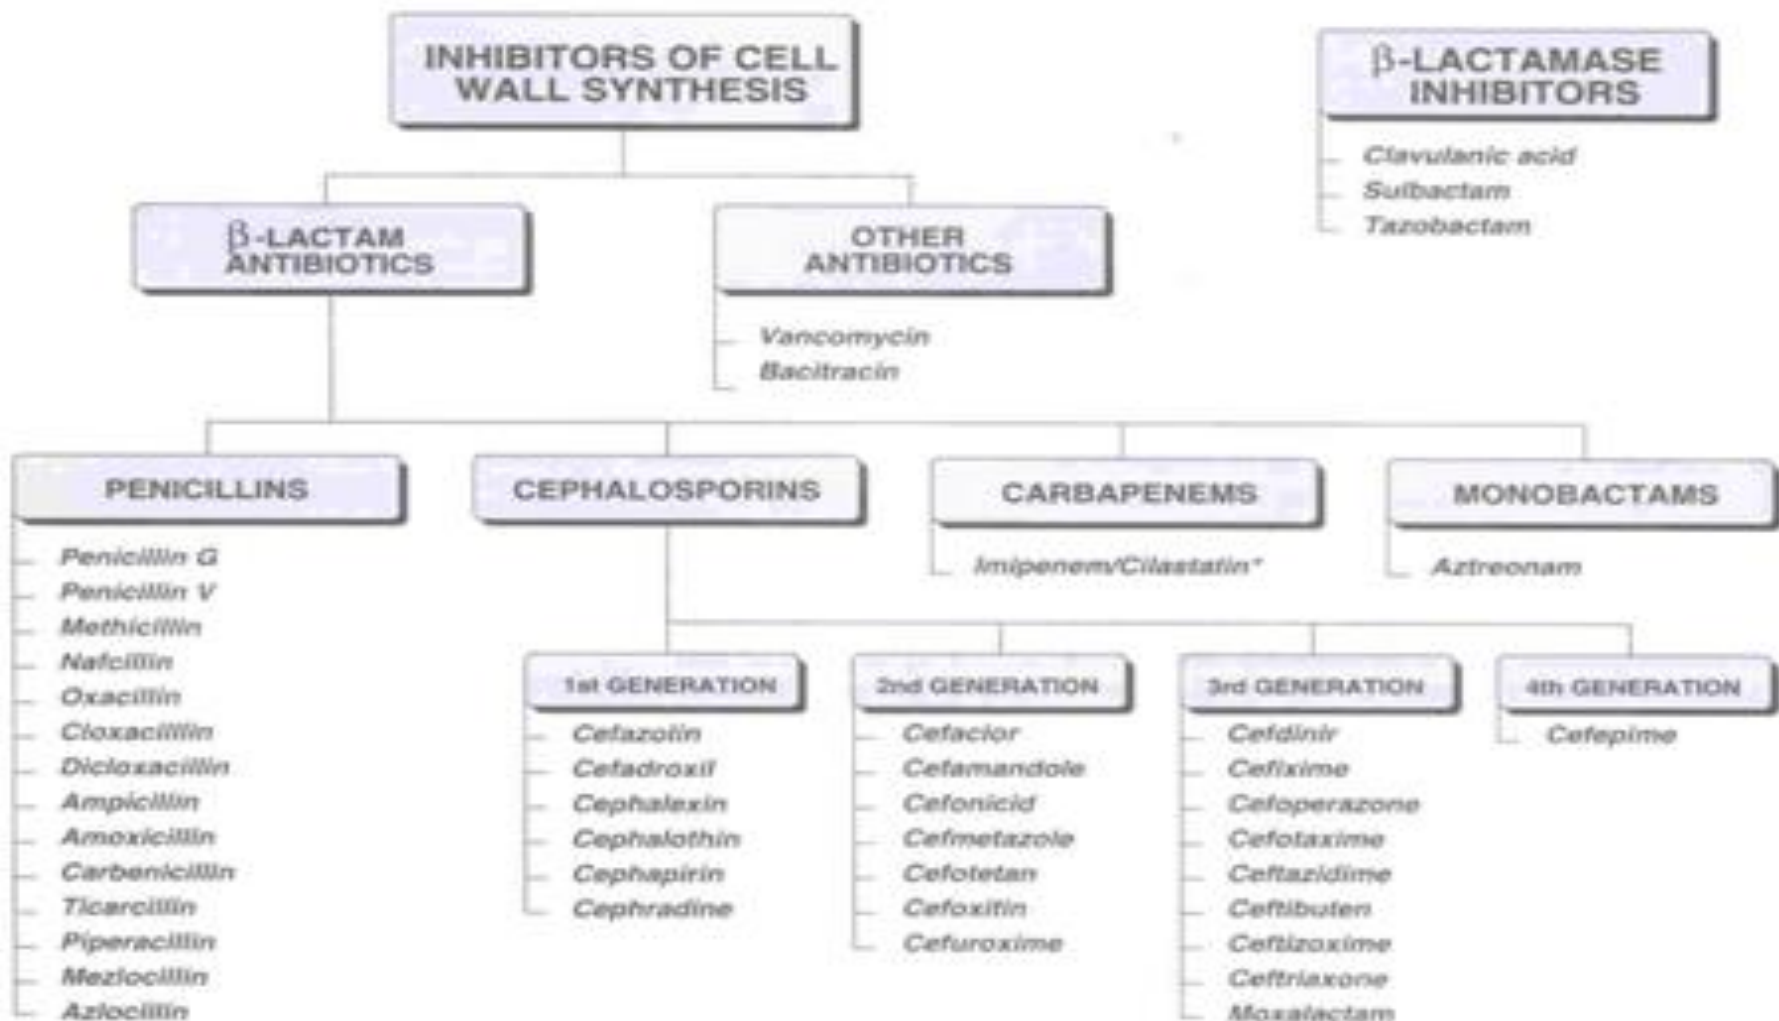 INHIBITORS OF CELL
WALL SYNTHESIS
β-LACTAMASE
INHIBITORS
Clavulanic acid
Sulbactam
Tazobactam
β-LACTAM
ANTIBIOTICS
OTHER
ANTIBIOTICS
Vancomycin
Bacitracin
PENICILLINS
Penicillin G
Penicillin V
Methicillin
Nafcillin
Oxacillin
Cloxacilllin
Dicloxacillin
Ampicillin
Amoxicillin
Carbenicillin
Ticarcillin
Piperacillin
Mezlocillin
Azlocillin
CEPHALOSPORINS
1st GENERATION
Cefazolin
Cefadroxil
Cephalexin
Cephalothin
Cephapirin
Cephradine
2nd GENERATION
Cefaclor
Cefamandole
Cefonicid
Cefmetazole
Cefotetan
Cefoxitin
Cefuroxime
3rd GENERATION
Cefdinir
Cefixime
Cefoperazone
Cefotaxime
Ceftazidime
Ceftibuten
Ceftizoxime
Ceftriaxone
Moxalactam
4th GENERATION
Cefepime
CARBAPENEMS
Imipenem/Cilastatin*
MONOBACTAMS
Aztreonam